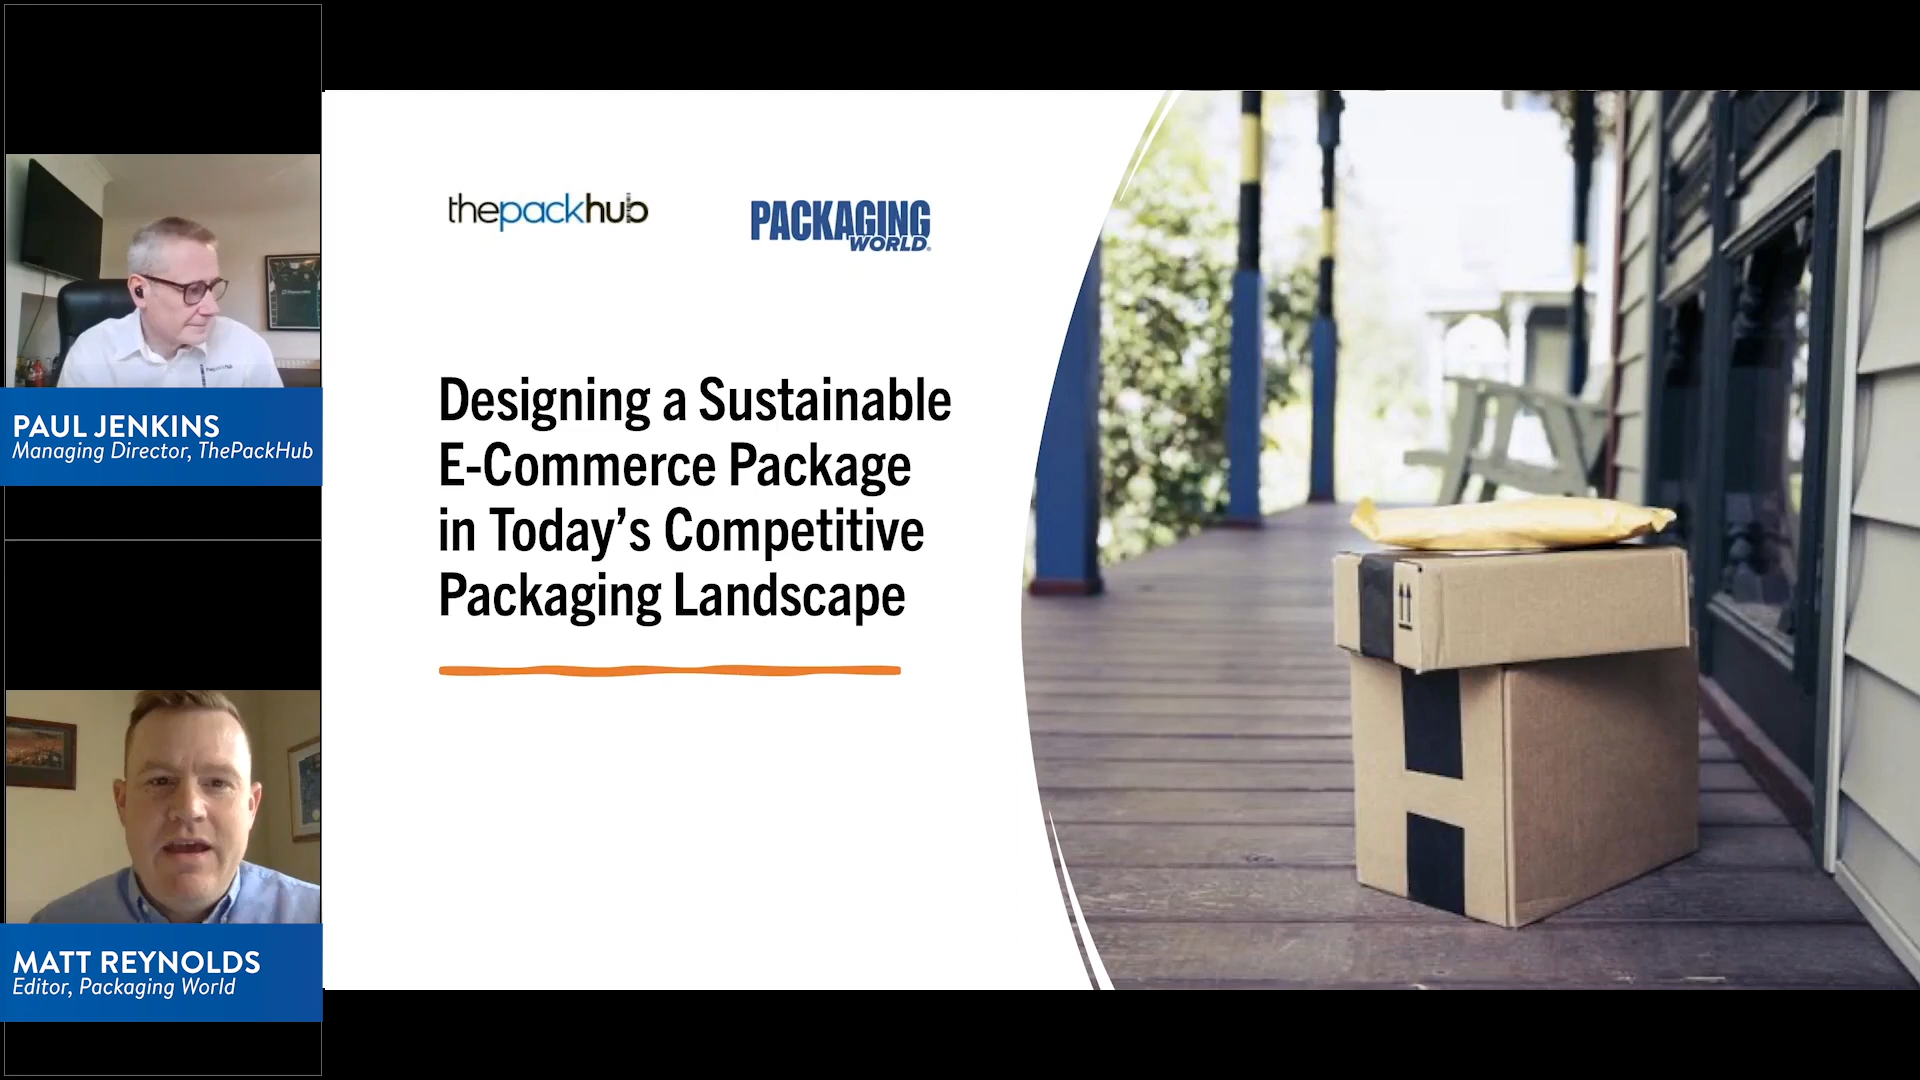 thepackhub
PACKAGING
WORLD
Designing a Sustainable
E-Commerce Package
in Today’s Competitive
Packaging Landscape
PAUL JENKINS
Managing Director, ThePackHub
MATT REYNOLDS
Editor, Packaging World